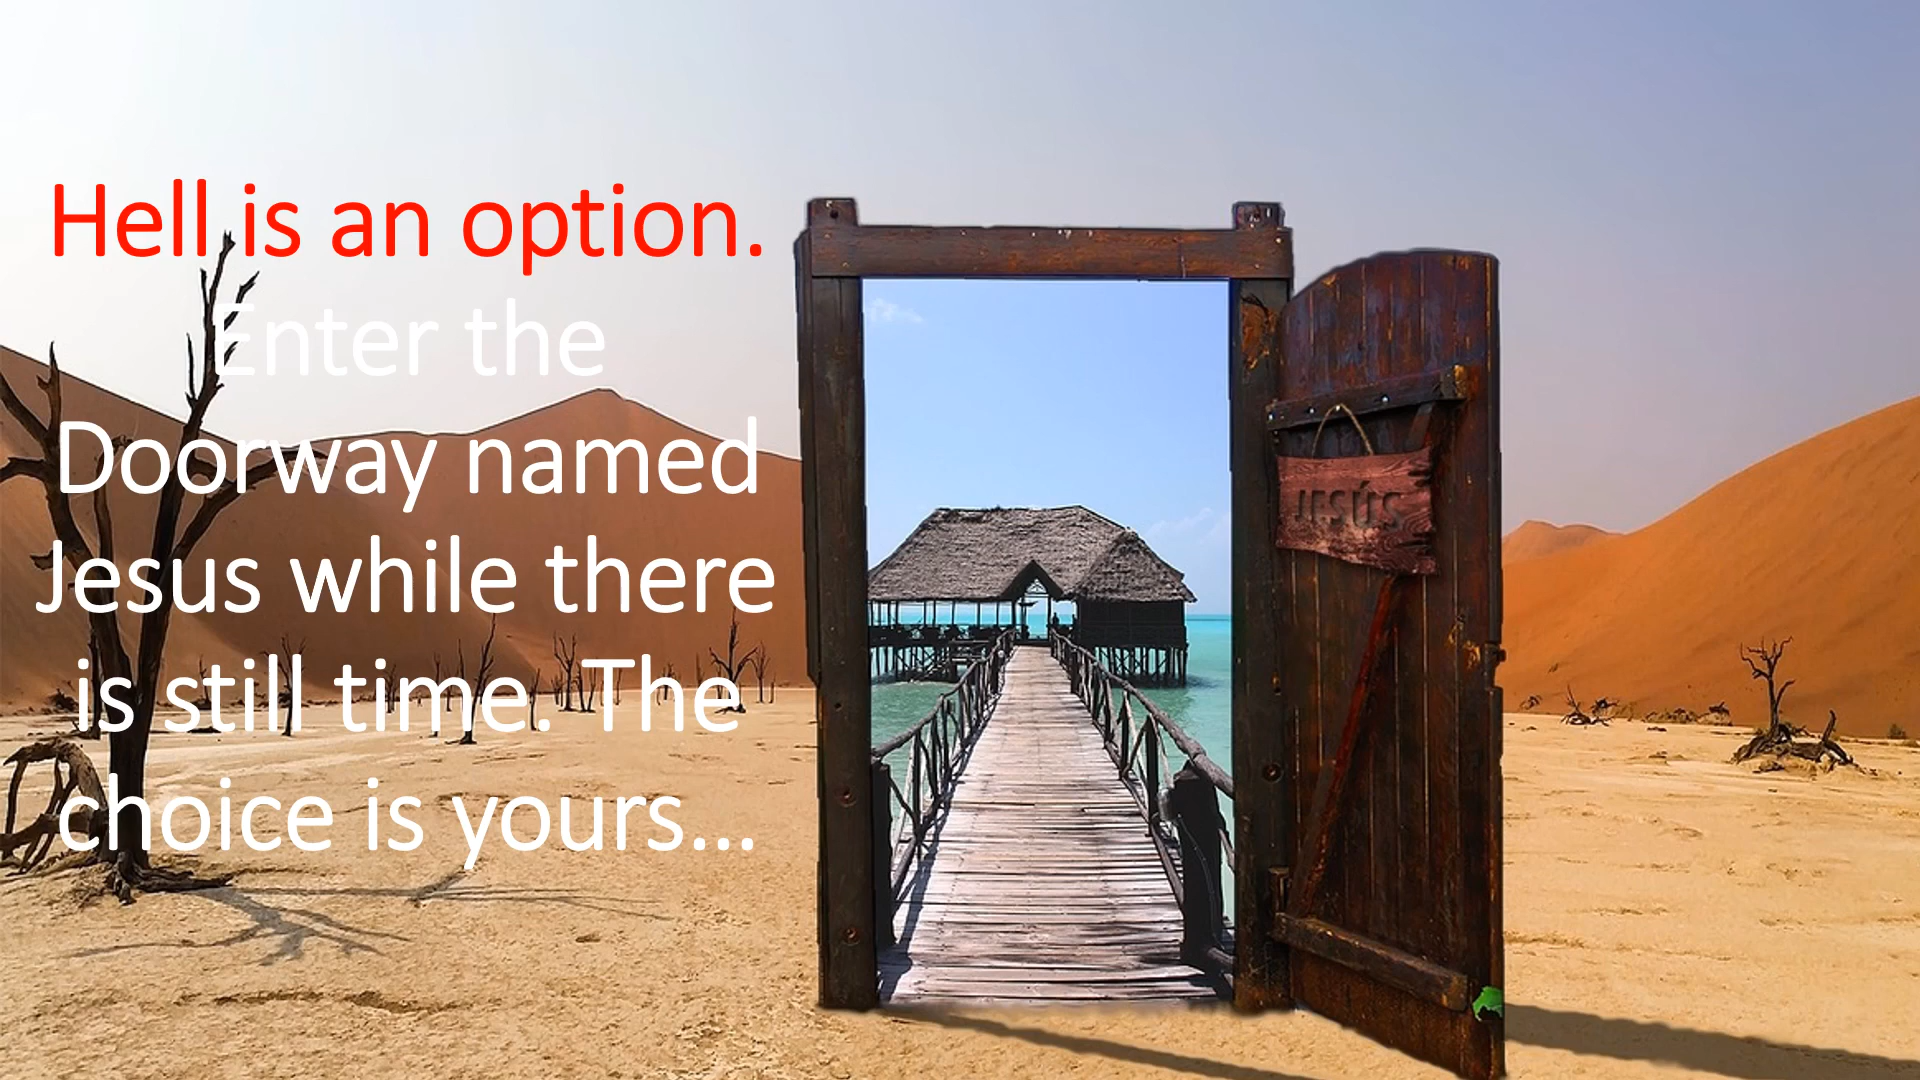 Hell is an option.
Enter the
Doorway named
Jesus while there
is still time. The
choice is yours...
JESÚS